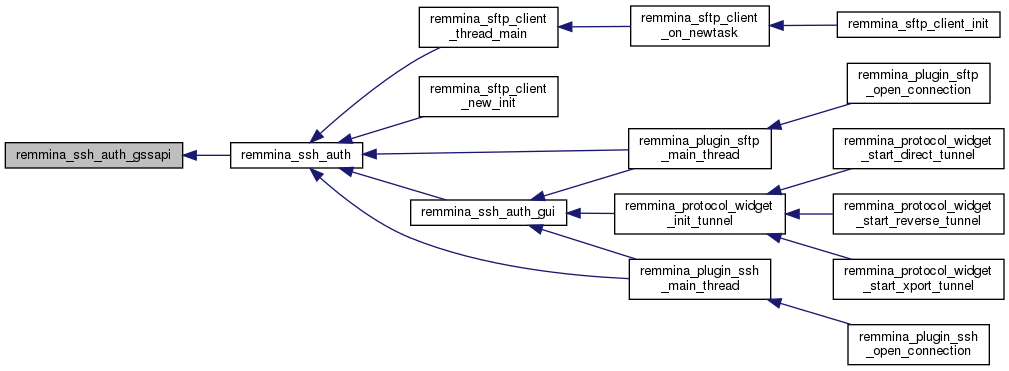 remmina_ssh_auth_gssapi
remmina_ssh_auth
remmina_sftp_client
_thread_main
remmina_sftp_client
_on_newtask
remmina_sftp_client_init
remmina_sftp_client
_new_init
remmina_plugin_sftp
_main_thread
remmina_plugin_sftp
_open_connection
remmina_ssh_auth_gui
remmina_protocol_widget
_init_tunnel
remmina_protocol_widget
_start_direct_tunnel
remmina_protocol_widget
_start_reverse_tunnel
remmina_protocol_widget
_start_xport_tunnel
remmina_plugin_ssh
_main_thread
remmina_plugin_ssh
_open_connection